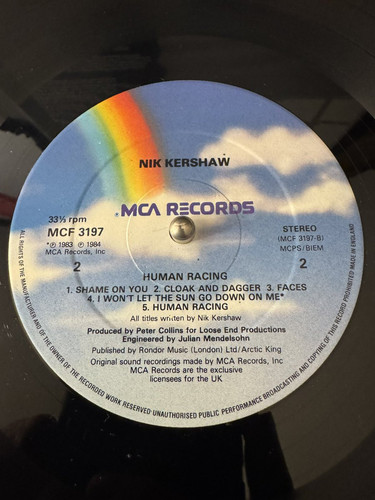 NIK KERSHAW
MCA RECORDS
33⅓ rpm
MCF 3197
*℗ 1983 ℗ 1984
MCA Records, Inc
2
STEREO
(MCF 3197-B)
MCPS/BIEM
2
HUMAN RACING
1. SHAME ON YOU 2. CLOAK AND DAGGER 3. FACES
4. I WON'T LET THE SUN GO DOWN ON ME*
5. HUMAN RACING
All titles written by Nik Kershaw
Produced by Peter Collins for Loose End Productions
Engineered by Julian Mendelsohn
Published by Rondor Music (London) Ltd/Arctic King
Original sound recordings made by MCA Records, Inc
MCA Records are the exclusive
licensees for the UK
ALL RIGHTS OF THE MANUFACTURER AND OF THE OWNER OF THE RECORDED WORK RESERVED·UNAUTHORISED PUBLIC PERFORMANCE BROADCASTING AND COPYING OF THIS RECORD PROHIBITED MADE IN ENGLAND